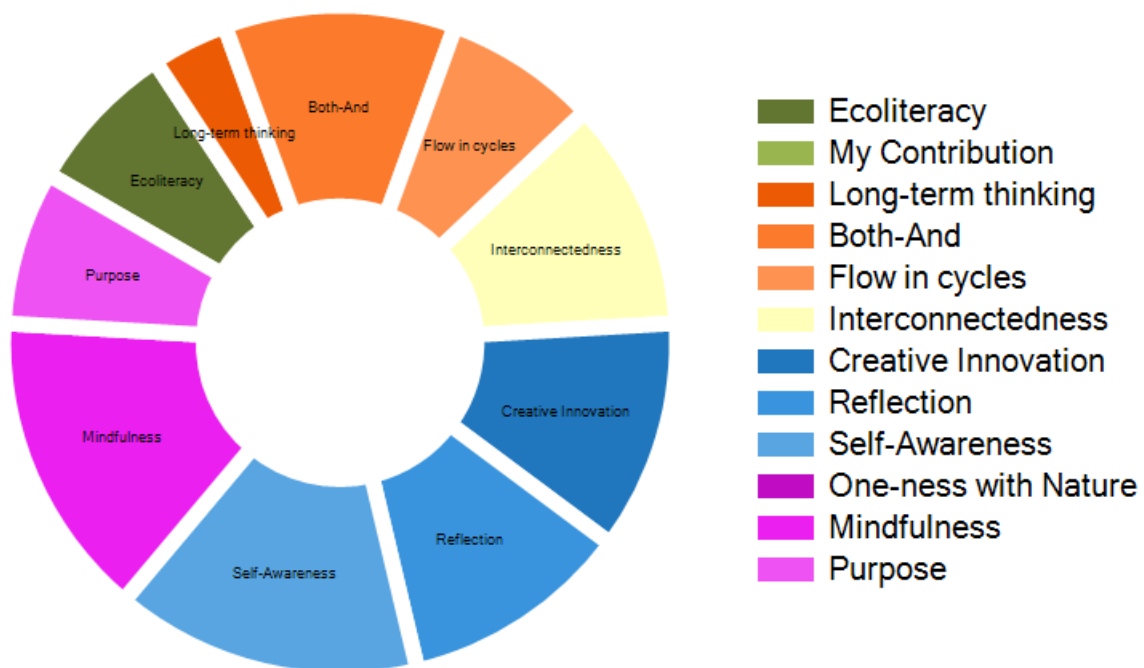 Both-And
Long-term thinking
Flow in cycles
Ecoliteracy
Interconnectedness
Purpose
Creative Innovation
Mindfulness
Reflection
Self-Awareness
Ecoliteracy
My Contribution
Long-term thinking
Both-And
Flow in cycles
Interconnectedness
Creative Innovation
Reflection
Self-Awareness
One-ness with Nature
Mindfulness
Purpose